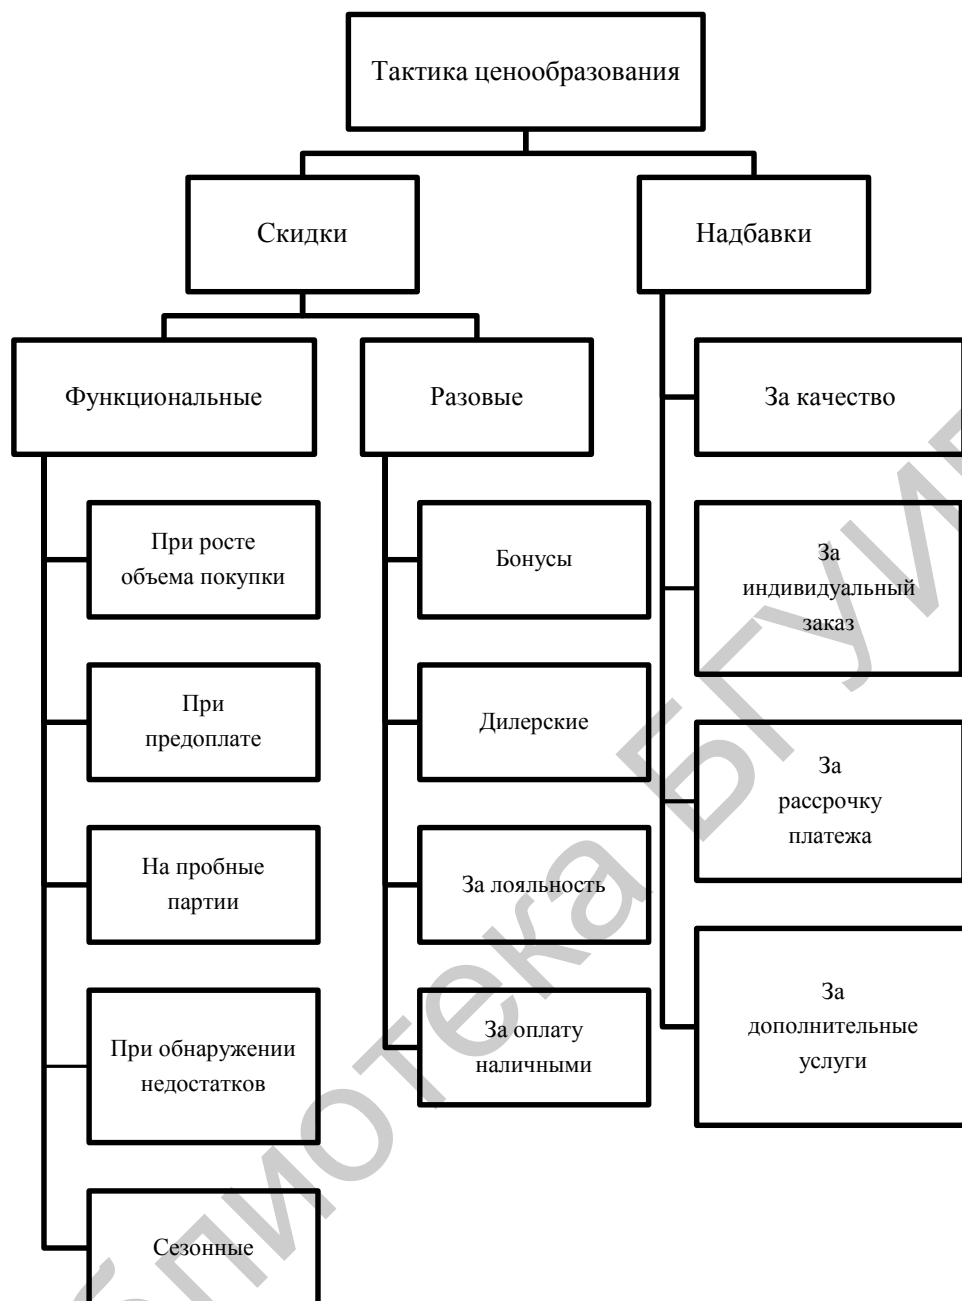 Тактика ценообразования
Скидки
Надбавки
Функциональные
Разовые
За качество
При росте
объема покупки
Бонусы
За
индивидуальный
заказ
При
предоплате
Дилерские
За
рассрочку
платежа
На пробные
партии
За лояльность
При обнаружении
недостатков
За оплату
наличными
За
дополнительные
услуги
Сезонные